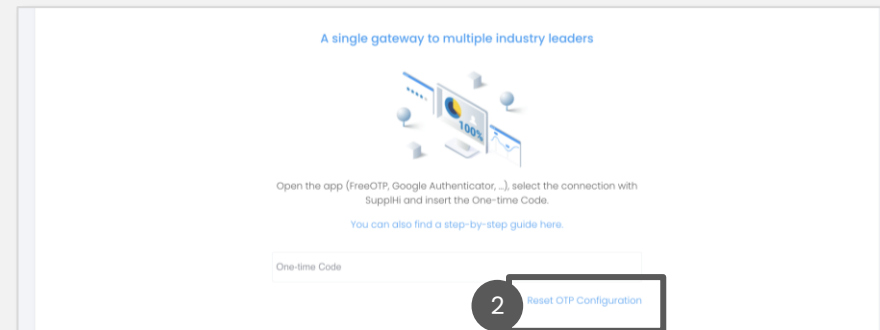 A single gateway to multiple industry leaders
100%
Open the app (FreeOTP, Google Authenticator, ...), select the connection with
SupplHi and insert the One-time Code.
You can also find a step-by-step guide here.
One-time Code
2
Reset OTP Configuration